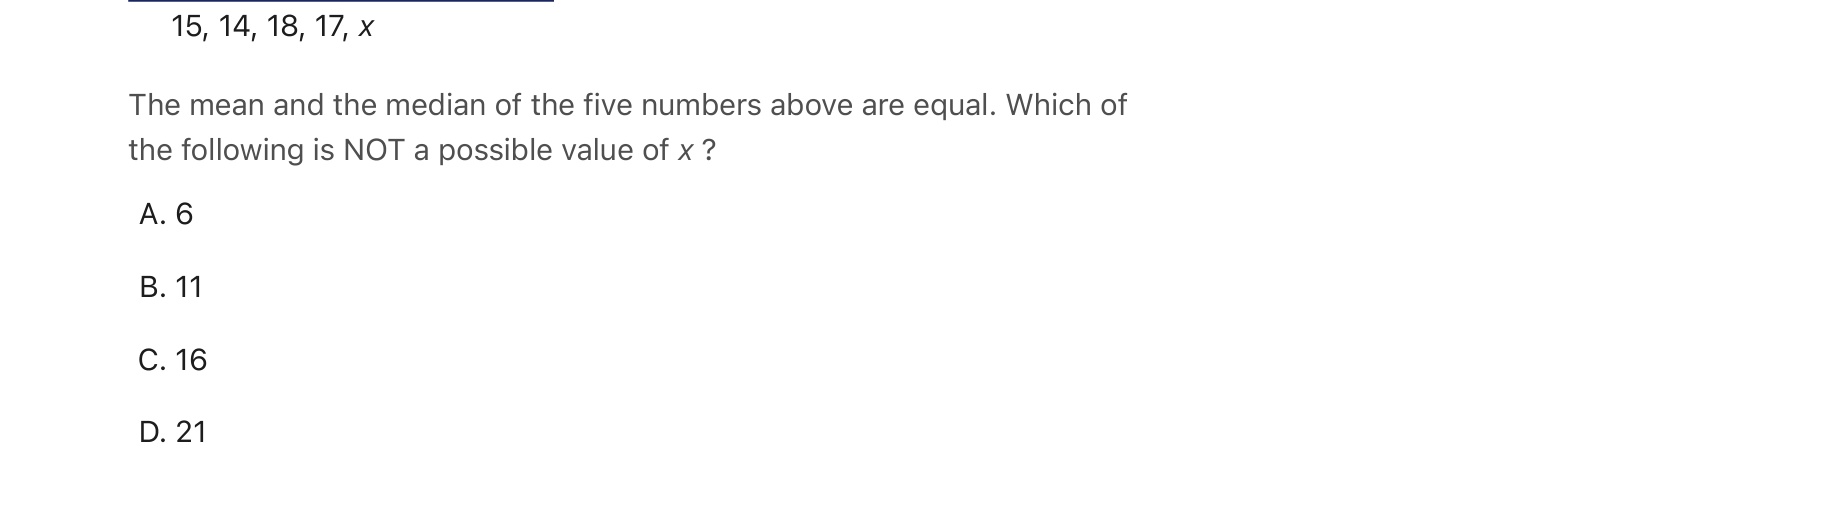 15, 14, 18, 17, x
The mean and the median of the five numbers above are equal. Which of
the following is NOT a possible value of x ?
A. 6
B. 11
C. 16
D. 21